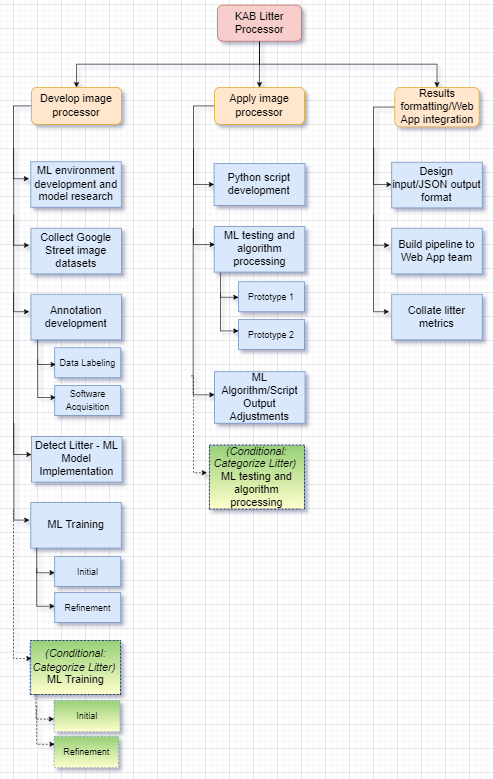 KAB Litter
Processor
Develop image
processor
Apply image
processor
Results
formatting/Web
App integration
ML environment
development and
model research
Collect Google
Street image
datasets
Annotation
development
Data Labeling
Software
Acquisition
Detect Litter - ML
Model
Implementation
ML Training
Initial
Refinement
(Conditional:
Categorize Litter)
ML Training
Initial
Refinement
Python script
development
ML testing and
algorithm
processing
Prototype 1
Prototype 2
ML
Algorithm/Script
Output
Adjustments
(Conditional:
Categorize Litter)
ML testing and
algorithm
processing
Design
input/JSON output
format
Build pipeline to
Web App team
Collate litter
metrics